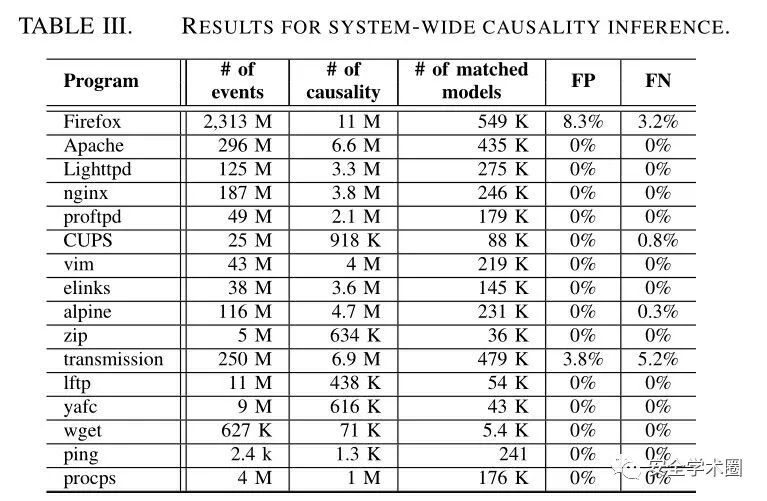 TABLE III. RESULTS FOR SYSTEM-WIDE CAUSALITY INFERENCE.
Program # of events # of causality # of matched models FP FN
Firefox 2,313 M 11 M 549 K 8.3% 3.2%
Apache 296 M 6.6 M 435 K 0% 0%
Lighttpd 125 M 3.3 M 275 K 0% 0%
nginx 187 M 3.8 M 246 K 0% 0%
proftpd 49 M 2.1 M 179 K 0% 0%
CUPS 25 M 918 K 88 K 0% 0.8%
vim 43 M 4 M 219 K 0% 0%
elinks 38 M 3.6 M 145 K 0% 0%
alpine 116 M 4.7 M 231 K 0% 0.3%
zip 5 M 634 K 36 K 0% 0%
transmission 250 M 6.9 M 479 K 3.8% 5.2%
lftp 11 M 438 K 54 K 0% 0%
yafc 9 M 616 K 43 K 0% 0%
wget 627 K 71 K 5.4 K 0% 0%
ping 2.4 k 1.3 K 241 0% 0%
procps 4 M 1 M 176 K 0% 0%
安全学术圈